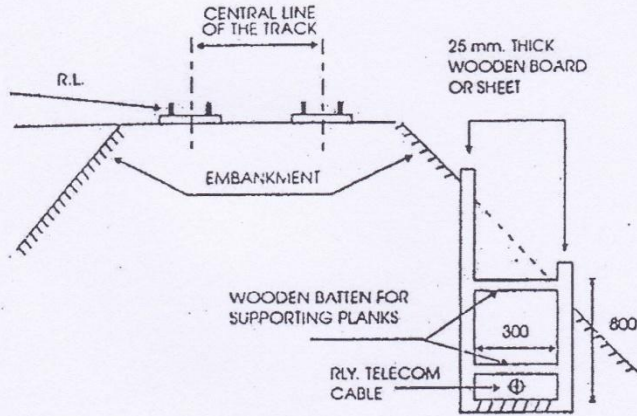 CENTRAL LINE
OF THE TRACK
25 mm. THICK
WOODEN BOARD
OR SHEET
R.L.
EMBANKMENT
WOODEN BATTEN FOR
SUPPORTING PLANKS
300
800
RLY. TELECOM
CABLE